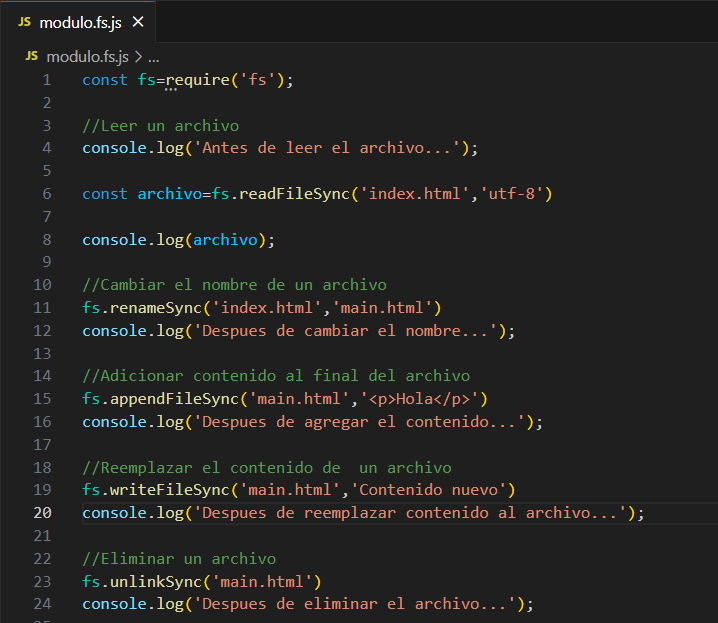 JS modulo.fs.js ×
JS modulo.fs.js > ...
1 const fs=require('fs');
2
3 //Leer un archivo
4 console.log('Antes de leer el archivo...');
5
6 const archivo=fs.readFileSync('index.html','utf-8')
7
8 console.log(archivo);
9
10 //Cambiar el nombre de un archivo
11 fs.renameSync('index.html','main.html')
12 console.log('Despues de cambiar el nombre...');
13
14 //Adicionar contenido al final del archivo
15 fs.appendFileSync('main.html','<p>Hola</p>')
16 console.log('Despues de agregar el contenido...');
17
18 //Reemplazar el contenido de  un archivo
19 fs.writeFileSync('main.html','Contenido nuevo')
20 console.log('Despues de reemplazar contenido al archivo...');
21
22 //Eliminar un archivo
23 fs.unlinkSync('main.html')
24 console.log('Despues de eliminar el archivo...');